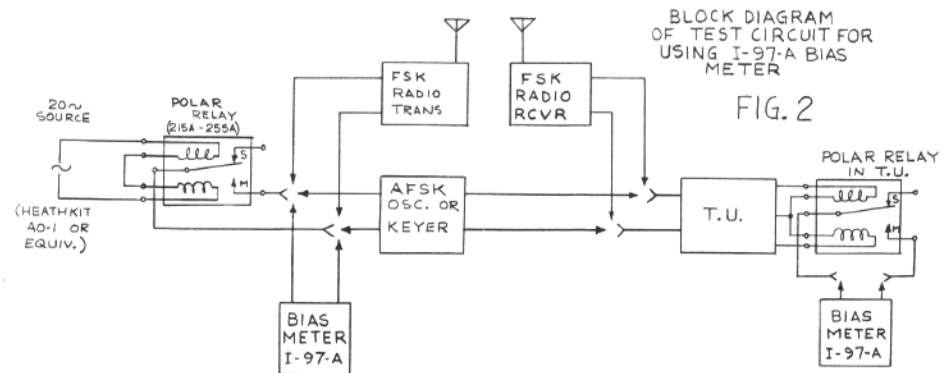 BLOCK DIAGRAM
OF TEST CIRCUIT FOR
USING I-97-A BIAS
METER
FIG. 2
20~
SOURCE
(HEATHKIT
AO-1 OR
EQUIV.)
POLAR
RELAY
(215A-255A)
S
M
FSK
RADIO
TRANS
FSK
RADIO
RCVR
AFSK
OSC. OR
KEYER
BIAS
METER
I-97-A
T.U.
POLAR RELAY
IN T.U.
S
M
BIAS
METER
I-97-A